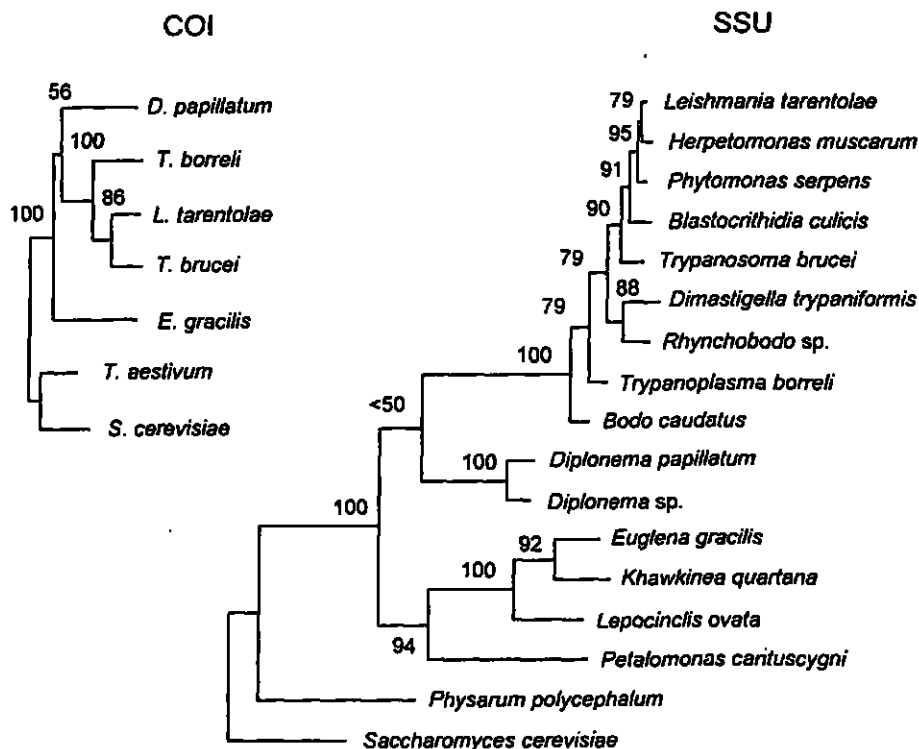 COI
56
D. papillatum
100
T. borreli
86
L. tarentolae
100
T. brucei
E. gracilis
T. aestivum
S. cerevisiae
SSU
79
Leishmania tarentolae
95
Herpetomonas muscarum
91
Phytomonas serpens
90
Blastocrithidia culicis
79
Trypanosoma brucei
88
Dimastigella trypaniformis
79
Rhynchobodo sp.
100
Trypanoplasma borreli
<50
Bodo caudatus
100
Diplonema papillatum
100
Diplonema sp.
92
Euglena gracilis
100
Khawkinea quartana
Lepocinclis ovata
94
Petalomonas cantuscygni
Physarum polycephalum
Saccharomyces cerevisiae